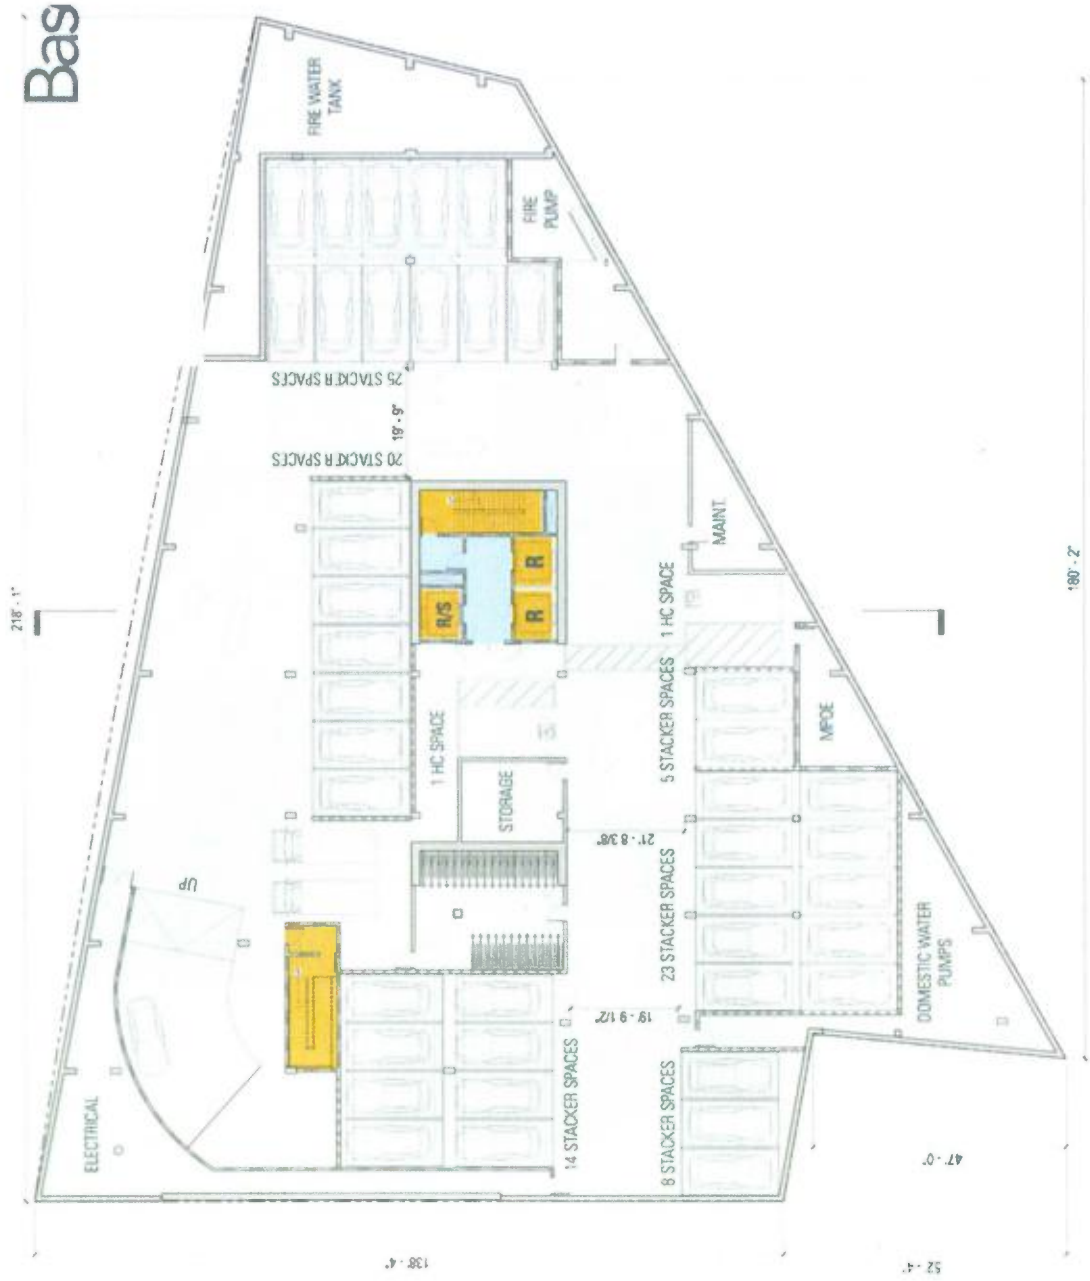 Bas
FIRE WATER
TANK
FIRE
PUMP
25 STACKER SPACES
19' - 9"
20 STACKER SPACES
218' - 1"
R/S
R
R
MAINT.
180' - 2"
1 HC SPACE
1 HC SPACE
5 STACKER SPACES
MPOE
STORAGE
21' - 8 3/8"
UP
23 STACKER SPACES
DOMESTIC WATER
PUMPS
19' - 9 1/2"
14 STACKER SPACES
8 STACKER SPACES
ELECTRICAL
47' - 0"
138' - 4"
52' - 4"